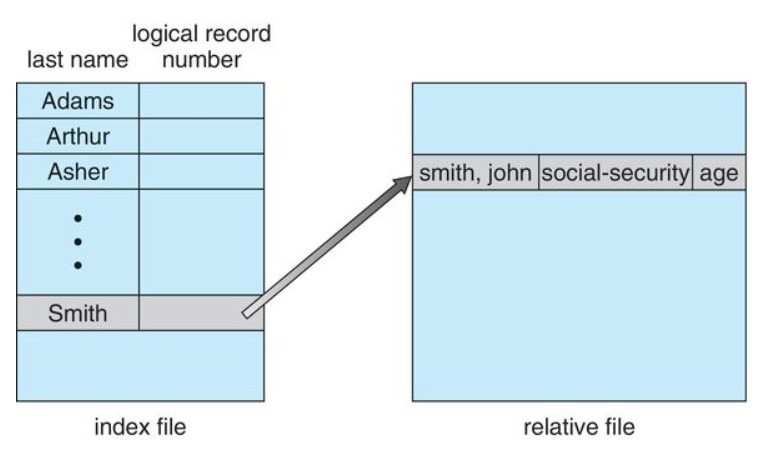 logical record
last name number
Adams
Arthur
Asher
Smith
smith, john social-security age
index file
relative file